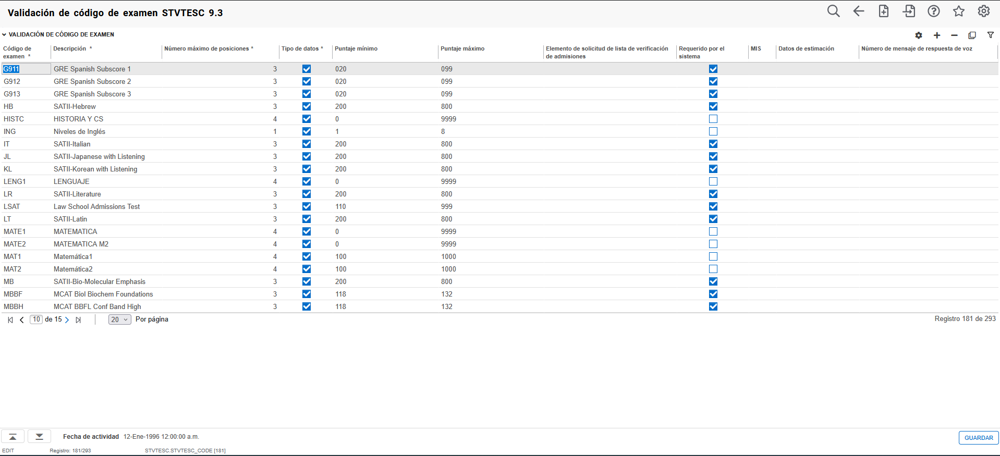 Validación de código de examen STVTESC 9.3
VALIDACIÓN DE CÓDIGO DE EXAMEN
Código de examen * Descripción * Número máximo de posiciones * Tipo de datos * Puntaje mínimo Puntaje máximo Elemento de solicitud de lista de verificación de admisiones Requerido por el sistema MIS Datos de estimación Número de mensaje de respuesta de voz
G911 GRE Spanish Subscore 1 3 020 099
G912 GRE Spanish Subscore 2 3 020 099
G913 GRE Spanish Subscore 3 3 020 099
HB SATII-Hebrew 3 200 800
HISTC HISTORIA Y CS 4 0 9999
ING Niveles de Inglés 1 1 8
IT SATII-Italian 3 200 800
JL SATII-Japanese with Listening 3 200 800
KL SATII-Korean with Listening 3 200 800
LENG1 LENGUAJE 4 0 9999
LR SATII-Literature 3 200 800
LSAT Law School Admissions Test 3 110 999
LT SATII-Latin 3 200 800
MATE1 MATEMATICA 4 0 9999
MATE2 MATEMATICA M2 4 0 9999
MAT1 Matemática1 4 100 1000
MAT2 Matemática2 4 100 1000
MB SATII-Bio-Molecular Emphasis 3 200 800
MBBF MCAT Biol Biochem Foundations 3 118 132
MBBH MCAT BBFL Conf Band High 3 118 132
10 de 15 20 Por página Registro 181 de 293
Fecha de actividad 12-Ene-1996 12:00:00 a.m. GUARDAR
EDIT Registro: 181/293 STVTESC.STVTESC_CODE [181]